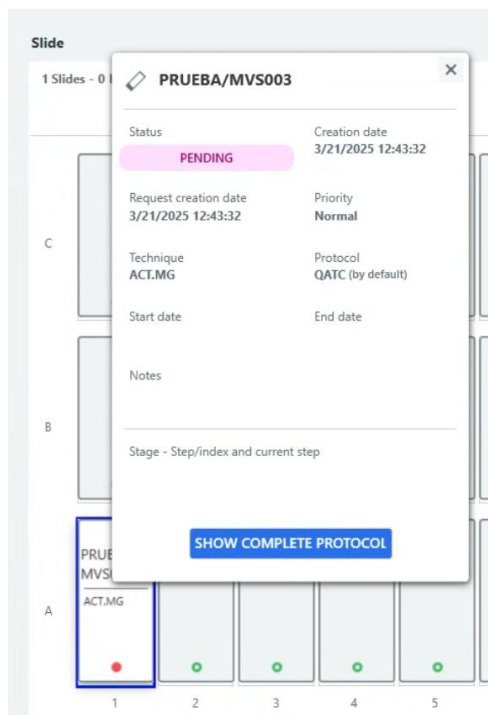 Slide
1 Slides - 0
PRUEBA/MVS003
Status
Creation date
PENDING
3/21/2025 12:43:32
Request creation date
Priority
3/21/2025 12:43:32
Normal
Technique
Protocol
ACT.MG
QATC (by default)
Start date
End date
Notes
Stage - Step/index and current step
SHOW COMPLETE PROTOCOL
C
B
A
PRUE
MVS
ACT.MG
1 2 3 4 5